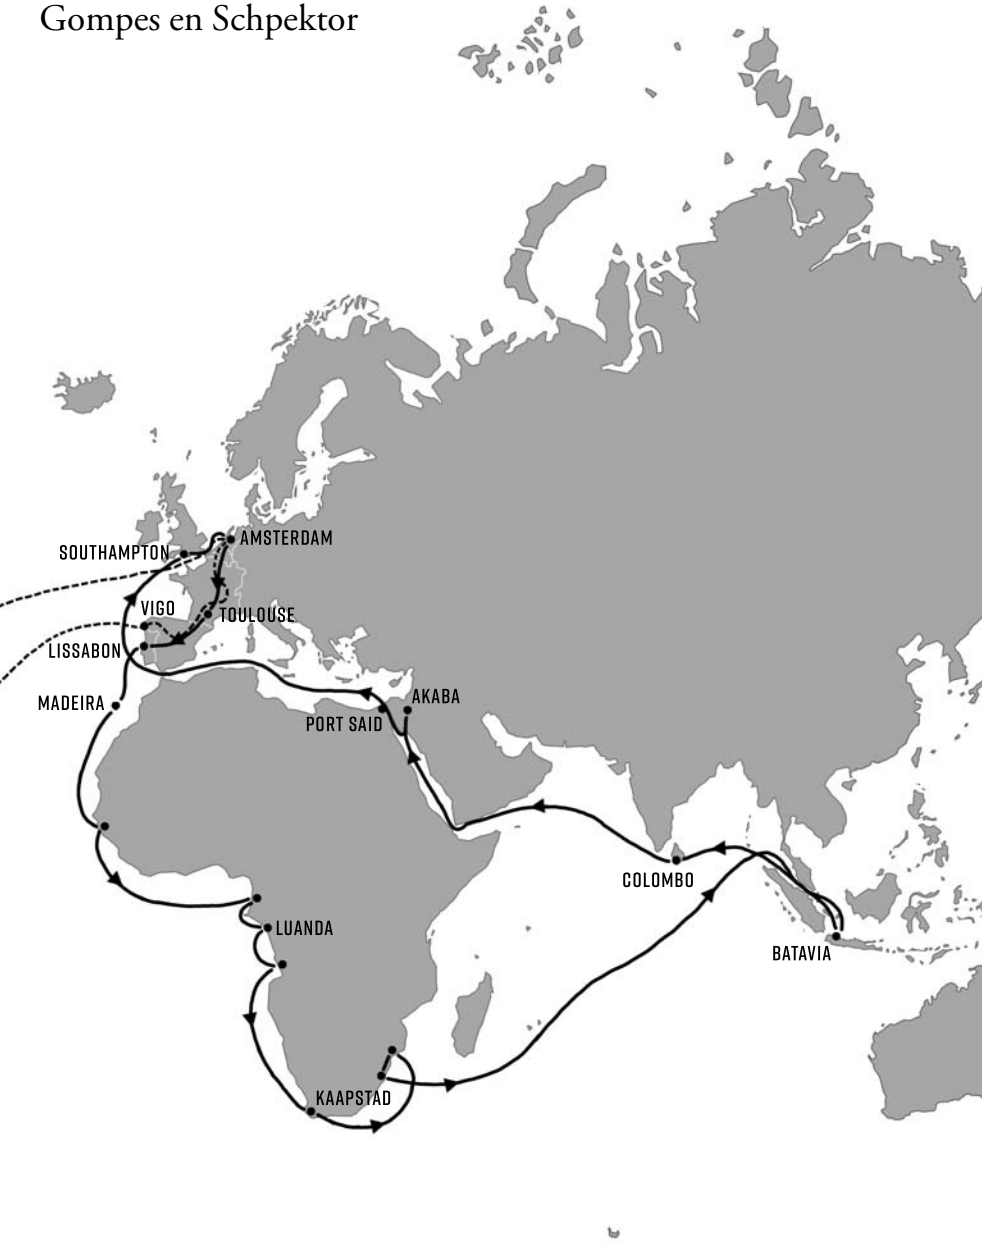 Gompes en Schpektor
AMSTERDAM
SOUTHAMPTON
VIGO
TOULOUSE
LISSABON
MADEIRA
AKABA
PORT SAID
COLOMBO
LUANDA
BATAVIA
KAAPSTAD